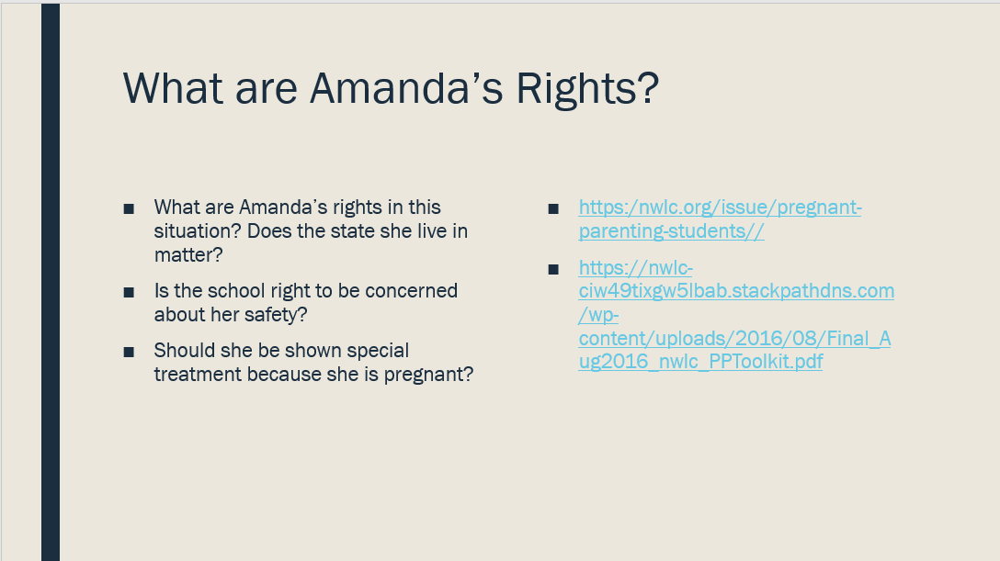 What are Amanda’s Rights?
■ What are Amanda’s rights in this
situation? Does the state she live in
matter?
■ Is the school right to be concerned
about her safety?
■ Should she be shown special
treatment because she is pregnant?
■ https:/nwlc.org/issue/pregnant-
parenting-students//
■ https://nwlc-
ciw49tixgw5lbab.stackpathdns.com
/wp-
content/uploads/2016/08/Final_A
ug2016_nwlc_PPToolkit.pdf